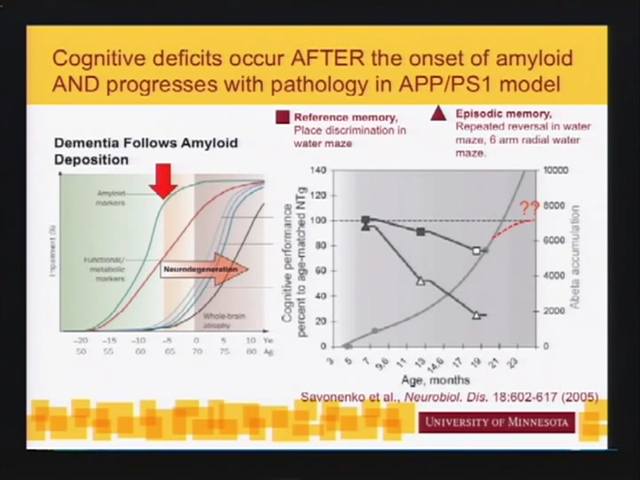 Cognitive deficits occur AFTER the onset of amyloid
AND progresses with pathology in APP/PS1 model
Reference memory,
Place discrimination in
water maze
Episodic memory,
Repeated reversal in water
maze, 6 arm radial water
maze.
Dementia Follows Amyloid
Deposition
Amyloid
markers
Functional/
metabolic
markers
Neurodegeneration
Whole-brain
atrophy
Impairment (%)
-20 -15 -10 -5 0 5 10 Ye
50 55 60 65 70 75 80 Ag
Cognitive performance
percent to age-matched NTg
140
120
100
80
60
40
20
0
??
10000
8000
6000
4000
2000
0
Abeta accumulation
3 5 7 9.6 11 13 14.6 17 19 21 23
Age, months
Savonenko et al., Neurobiol. Dis. 18:602-617 (2005)
UNIVERSITY OF MINNESOTA